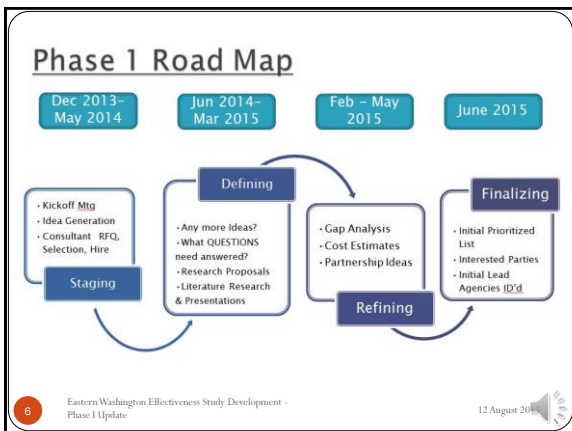 Phase 1 Road Map
Dec 2013–
May 2014
Jun 2014–
Mar 2015
Feb – May
2015
June 2015
• Kickoff Mtg
• Idea Generation
• Consultant RFQ,
Selection, Hire
Staging
Defining
• Any more Ideas?
• What QUESTIONS
need answered?
• Research Proposals
• Literature Research
& Presentations
• Gap Analysis
• Cost Estimates
• Partnership Ideas
Refining
Finalizing
• Initial Prioritized
List
• Interested Parties
• Initial Lead
Agencies ID'd
6
Eastern Washington Effectiveness Study Development -
Phase I Update
12 August